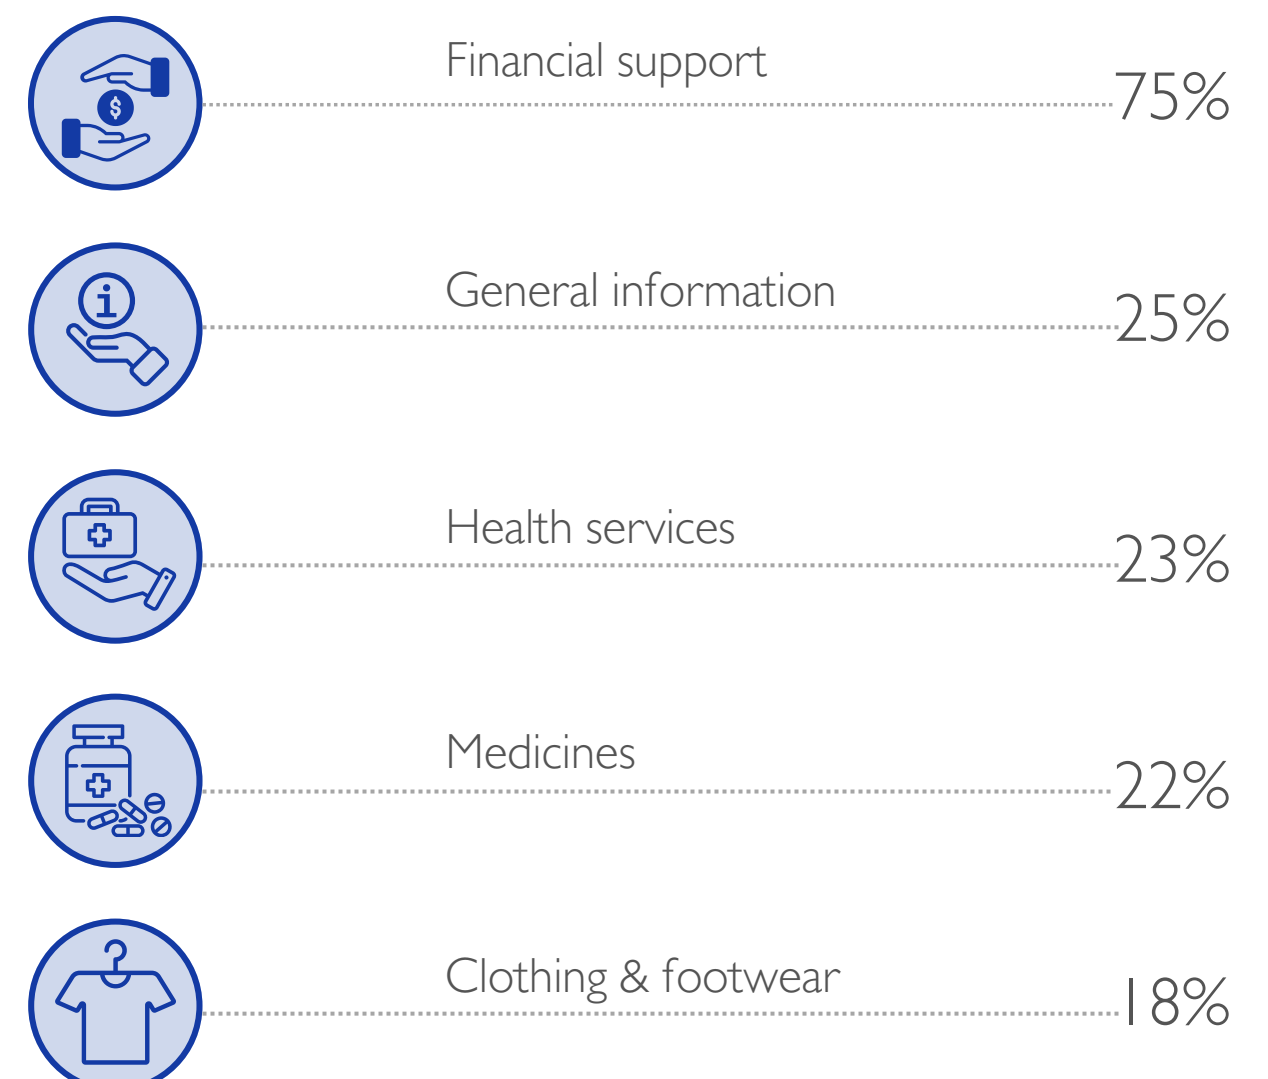 Financial support
75%
General information
25%
Health services
23%
Medicines
22%
Clothing & footwear
18%